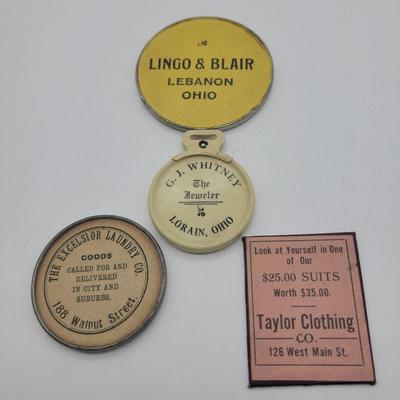 LINGO & BLAIR
LEBANON
OHIO
G. J. WHITNEY
The
Jeweler
LORAIN, OHIO
THE EXCELSIOR LAUNDRY CO.
GOODS
CALLED FOR AND
DELIVERED
IN CITY AND
SUBURBS.
188 Walnut Street.
Look at Yourself in One
of Our
$25.00 SUITS
Worth $35.00.
Taylor Clothing
CO.
126 West Main St.